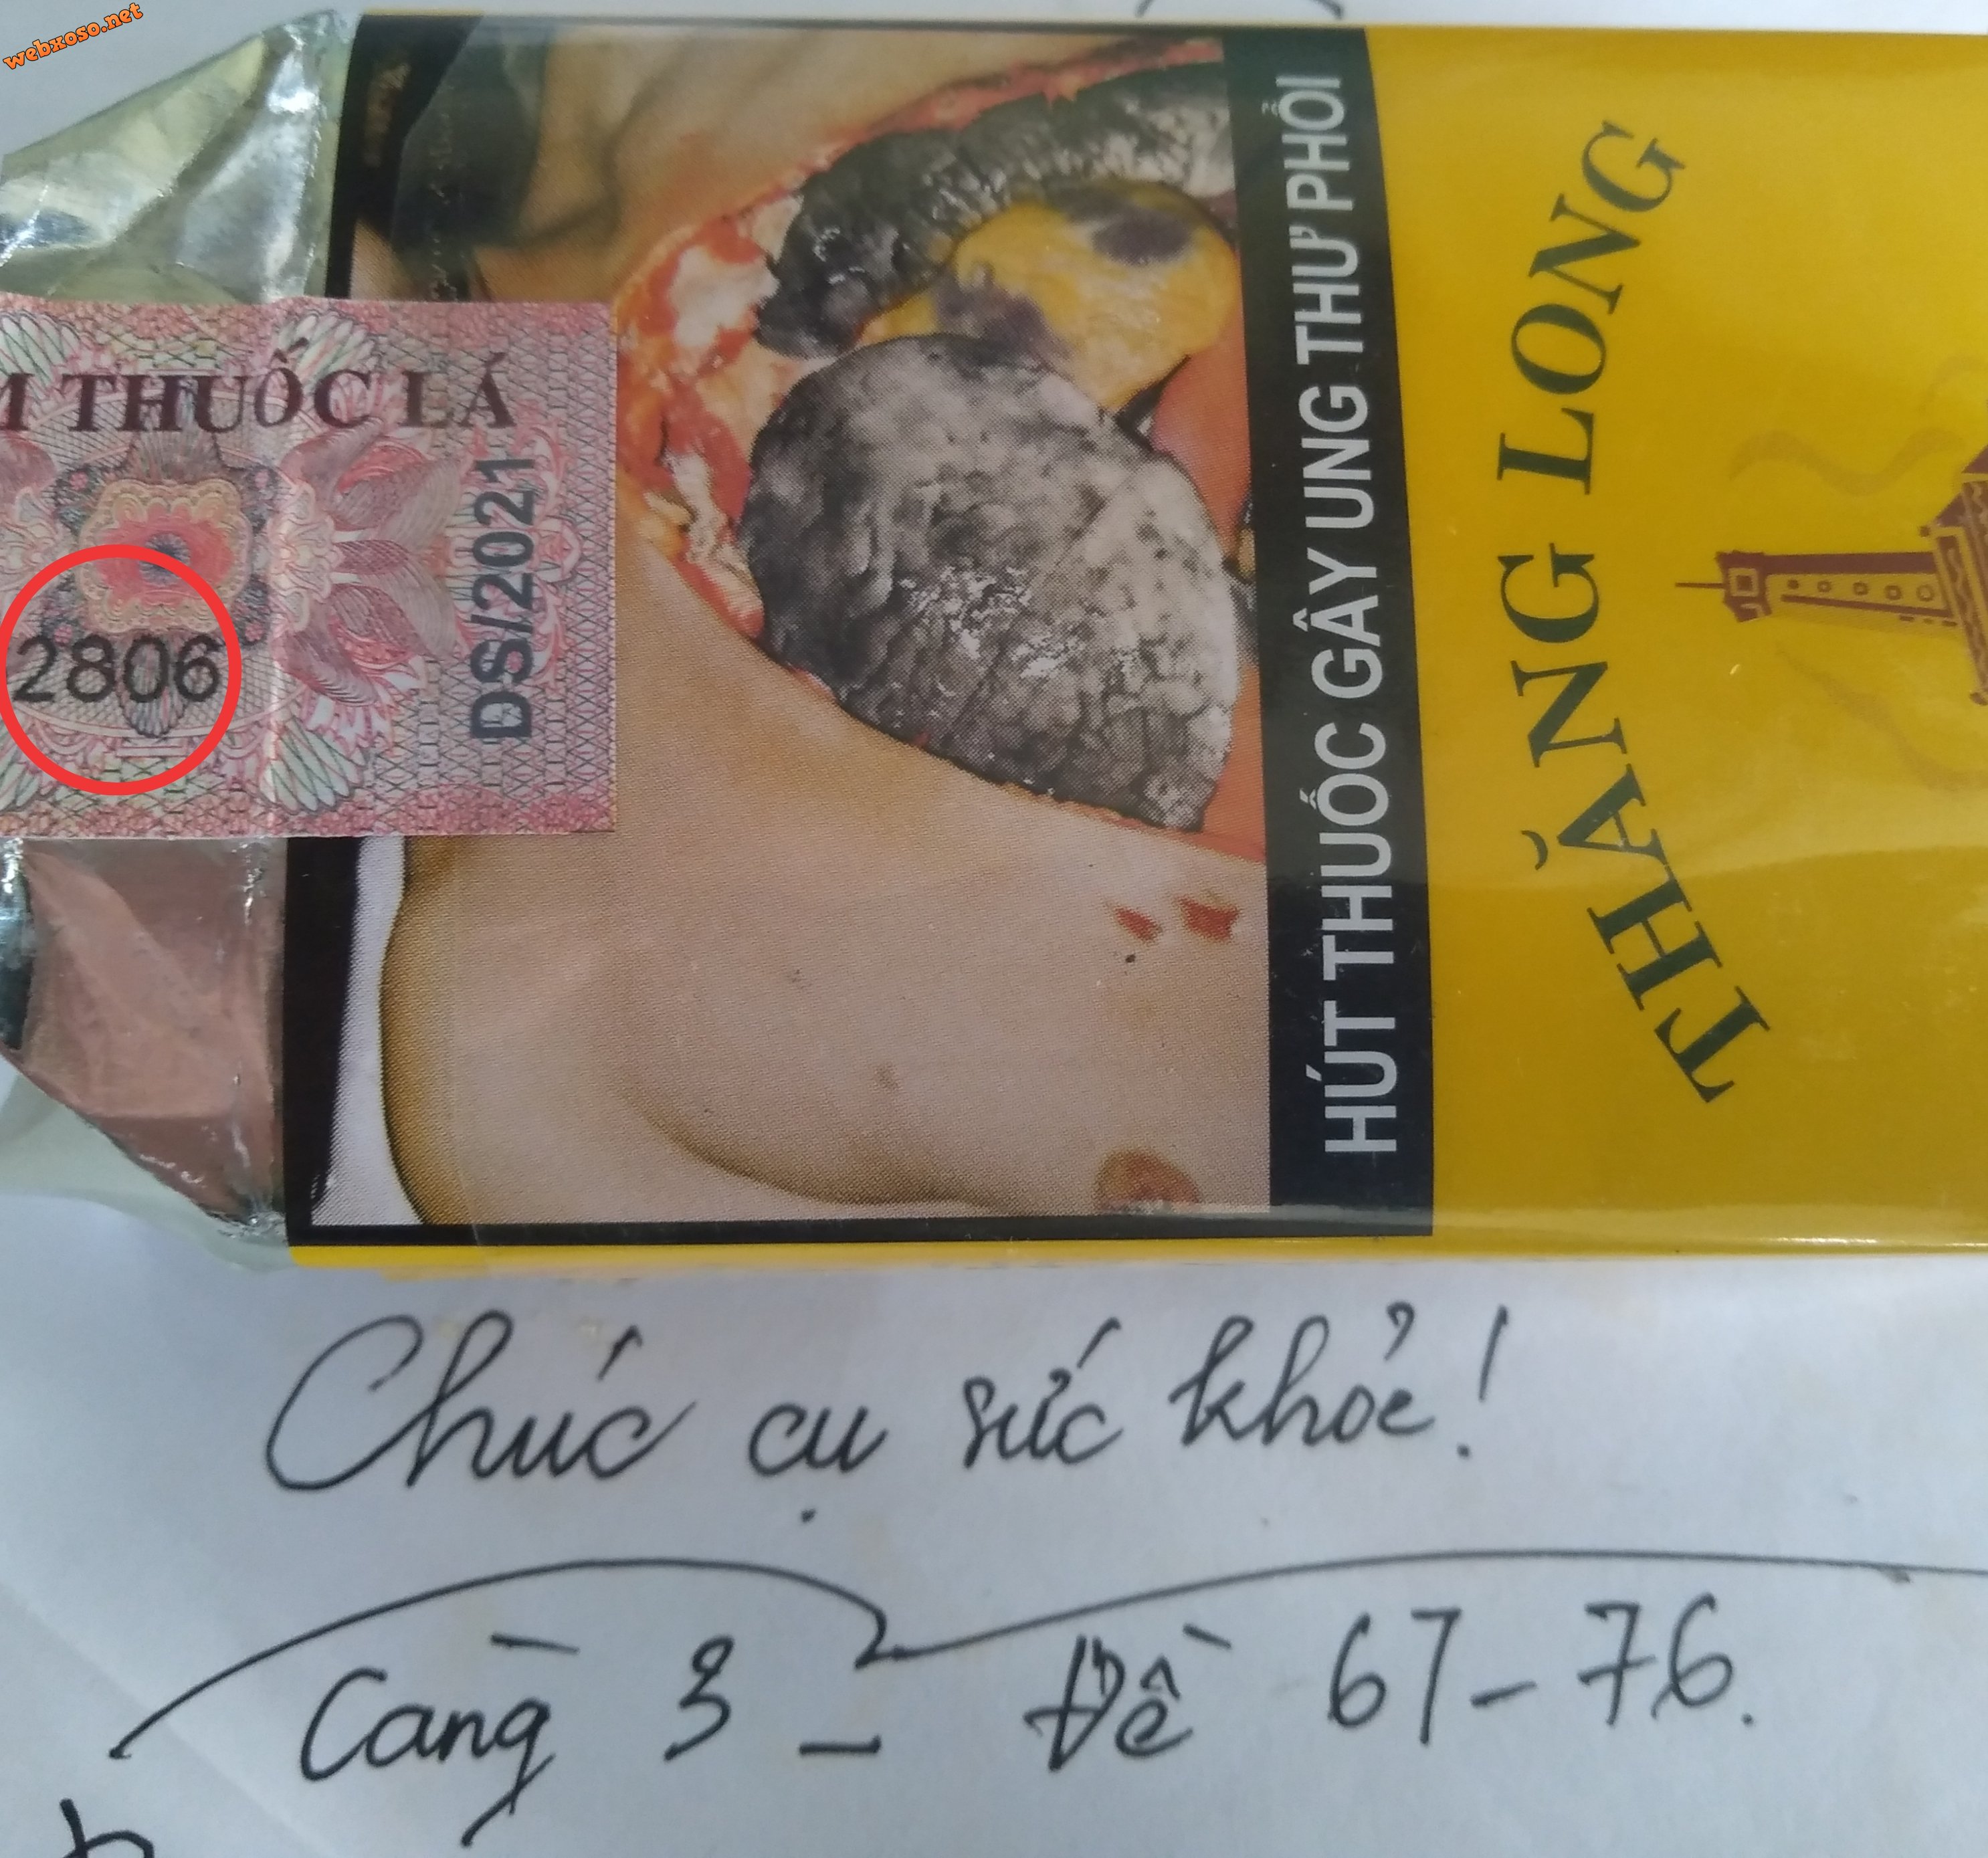 webxoso.net
M THUỐC LÁ
2806
DS/2021
HÚT THUỐC GÂY UNG THƯ PHỔI
THĂNG LONG
Chúc cụ sức khỏe!
Càng 3 - Đề 67-76.